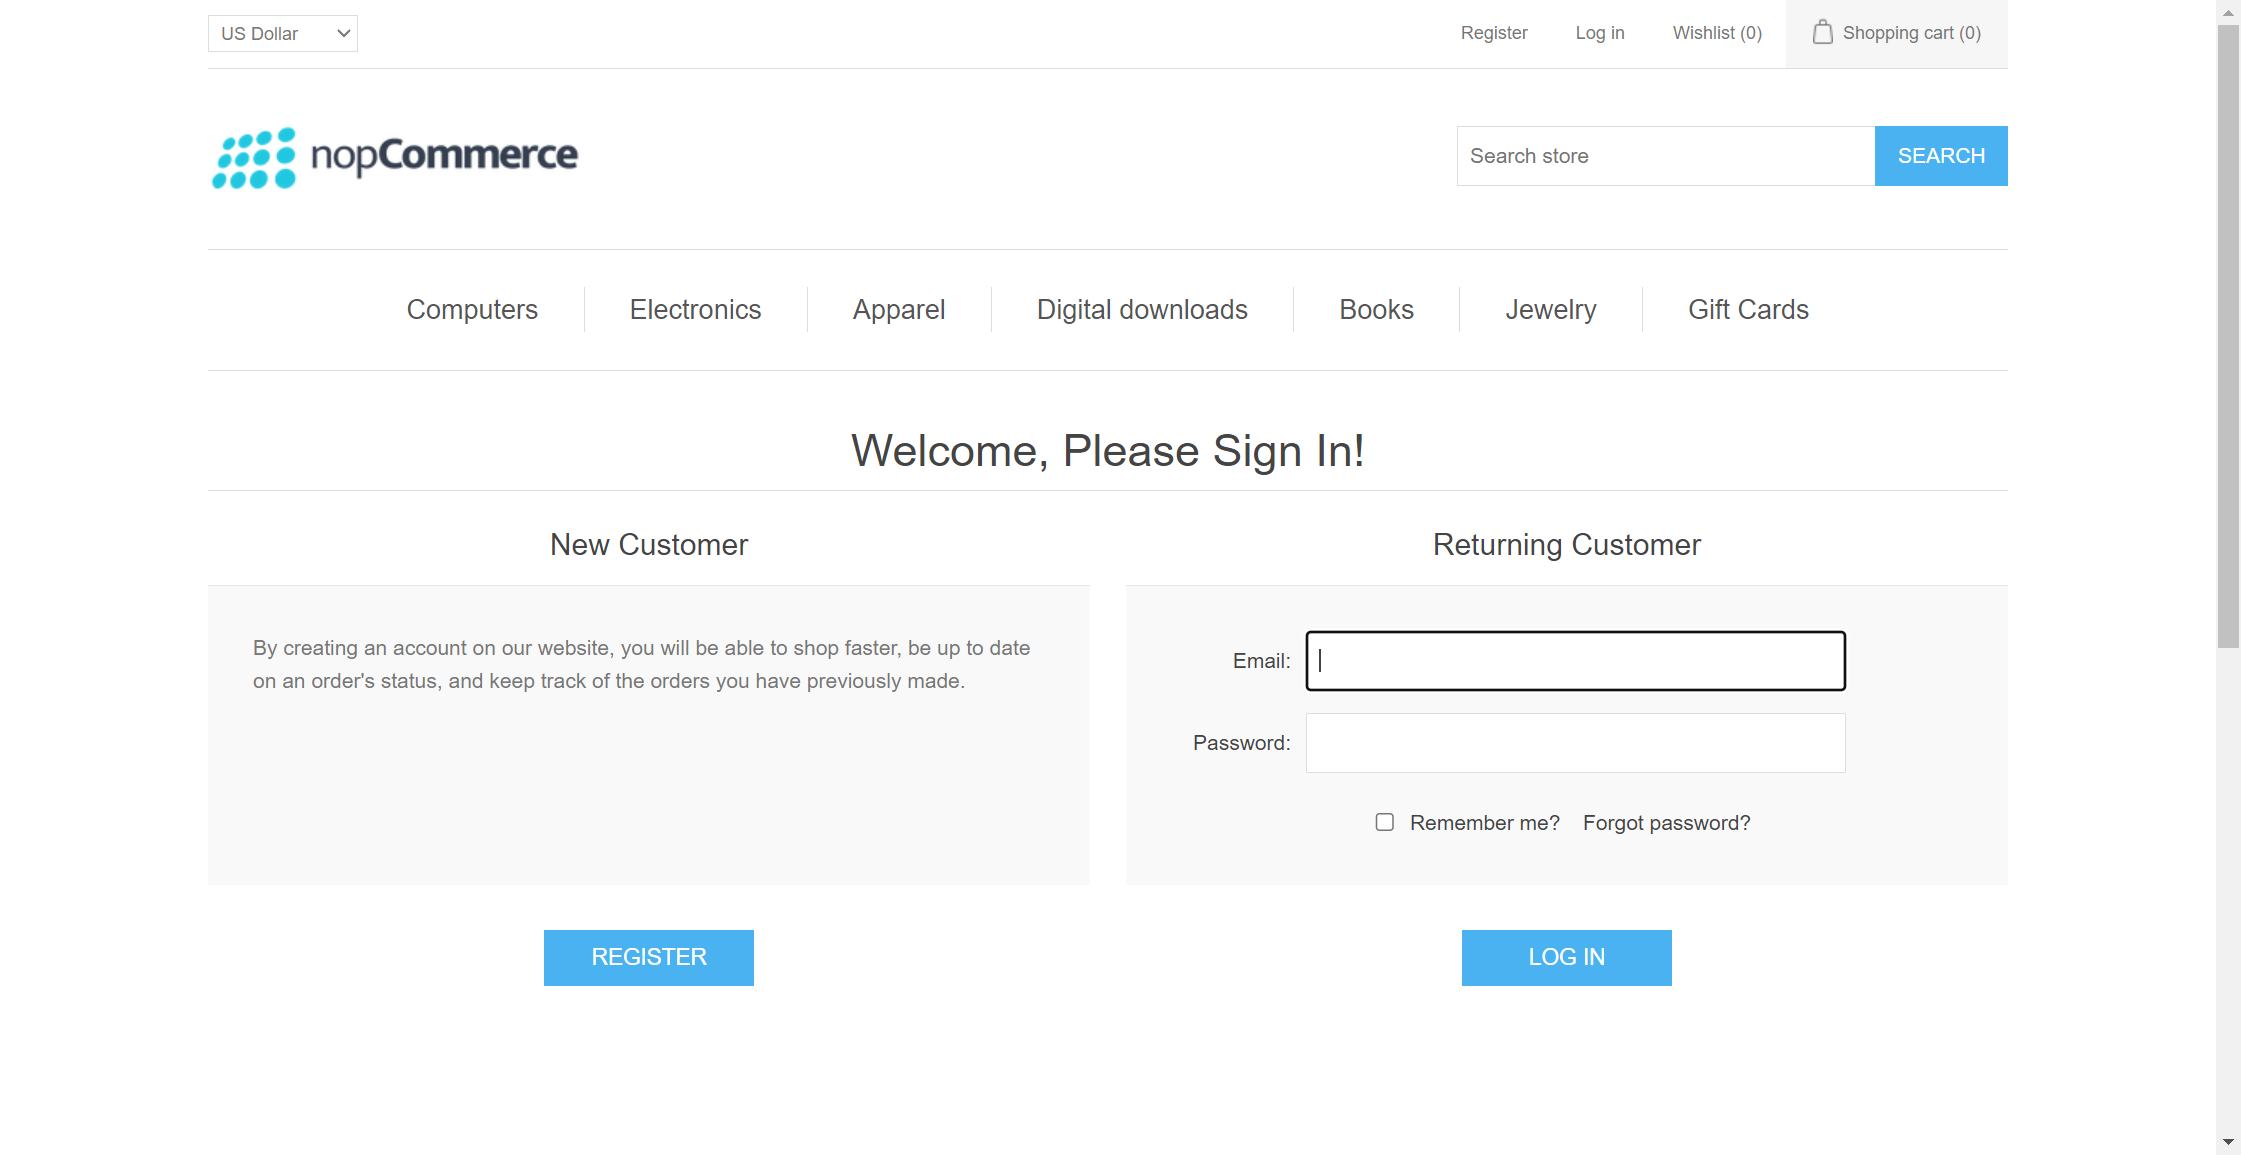 US Dollar
Register
Log in
Wishlist (0)
Shopping cart (0)
nopCommerce
Search store
SEARCH
Computers
Electronics
Apparel
Digital downloads
Books
Jewelry
Gift Cards
Welcome, Please Sign In!
New Customer
By creating an account on our website, you will be able to shop faster, be up to date
on an order's status, and keep track of the orders you have previously made.
REGISTER
Returning Customer
Email:
Password:
Remember me?
Forgot password?
LOG IN